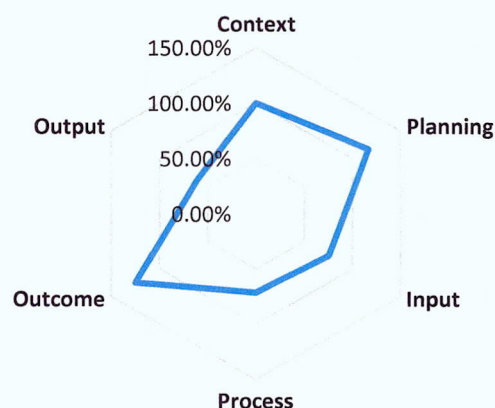 Context
150.00%
100.00%
Output
Planning
50.00%
0.00%
Outcome
Input
Process